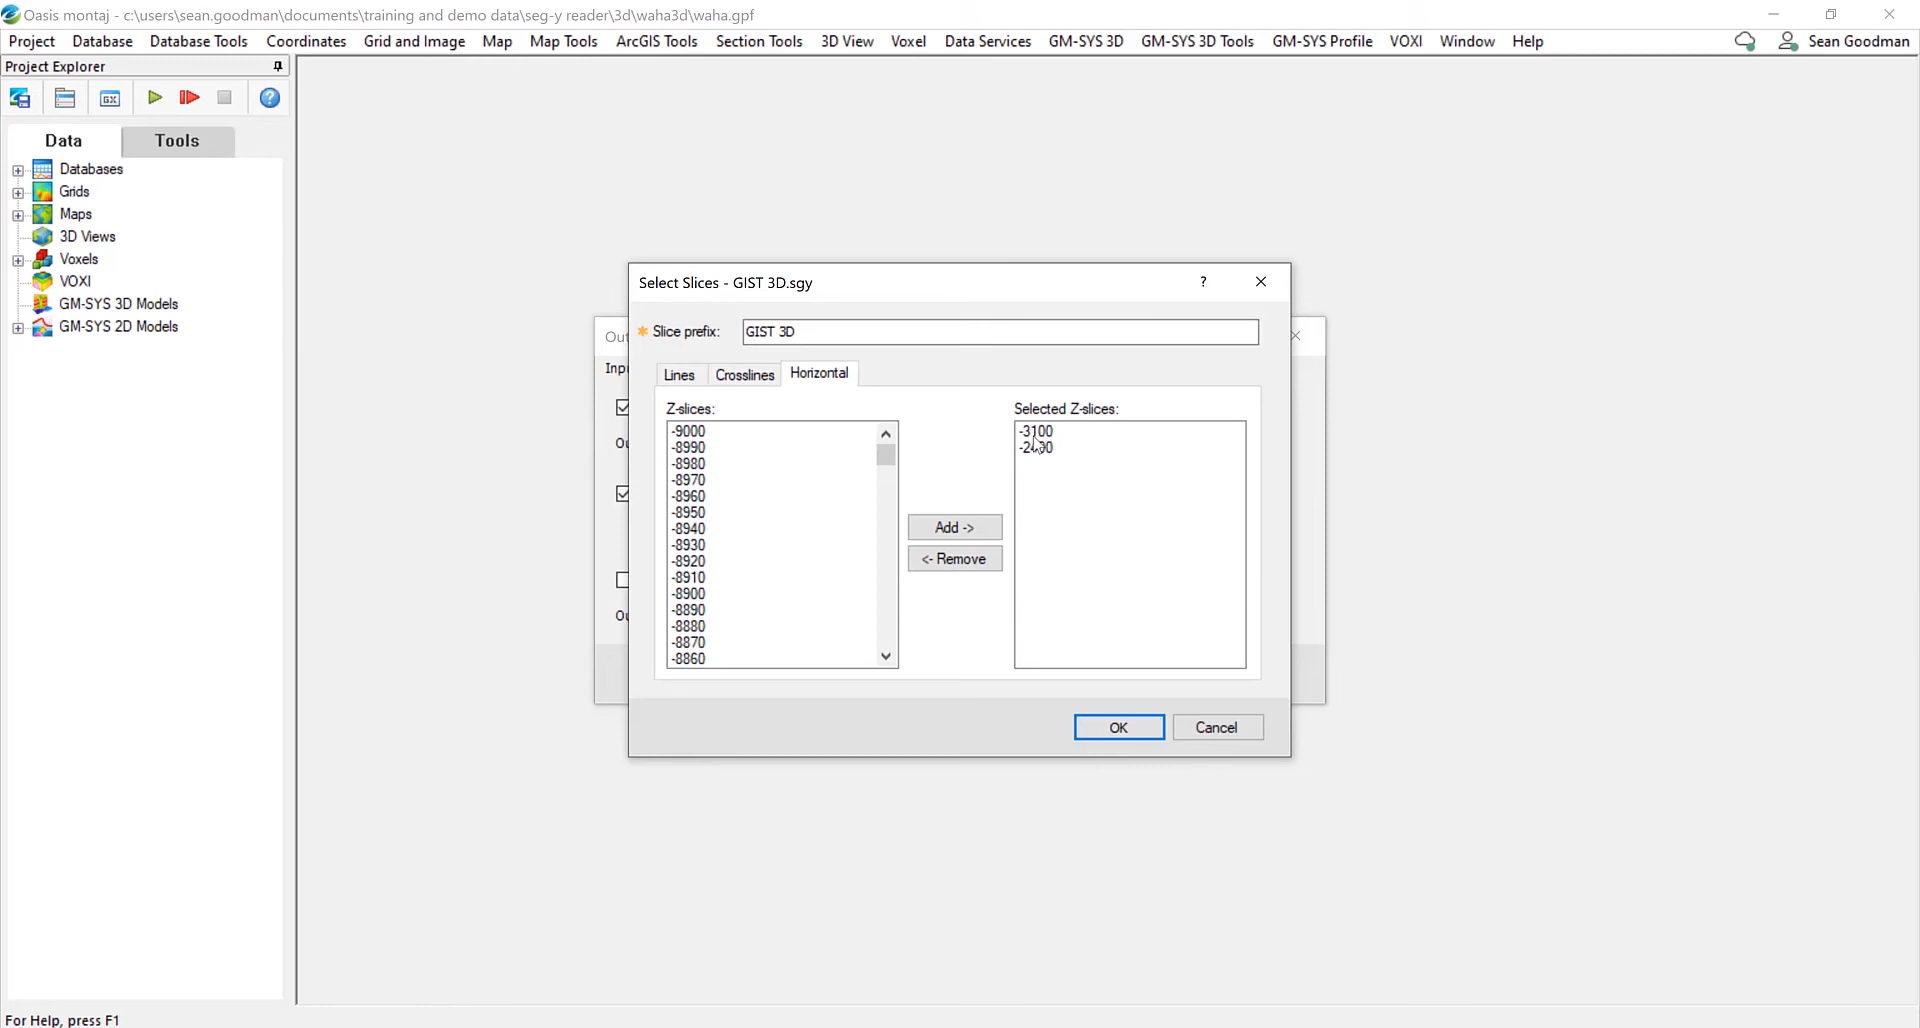 Oasis montaj - c:\users\sean.goodman\documents\training and demo data\seg-y reader\3d\waha3d\waha.gpf
Project Database Database Tools Coordinates Grid and Image Map Map Tools ArcGIS Tools Section Tools 3D View Voxel Data Services GM-SYS 3D GM-SYS 3D Tools GM-SYS Profile VOXI Window Help Sean Goodman
Project Explorer
GX
Data Tools
Databases
Grids
Maps
3D Views
Voxels
VOXI
GM-SYS 3D Models
GM-SYS 2D Models
Select Slices - GIST 3D.sgy ?
Slice prefix: GIST 3D
Lines Crosslines Horizontal
Z-slices: Selected Z-slices:
-9000 -3100
-8990
-8980
-8970
-8960
-8950
-8940
-8930
-8920
-8910
-8900
-8890
-8880
-8870
-8860
Add ->
<- Remove
OK Cancel
For Help, press F1